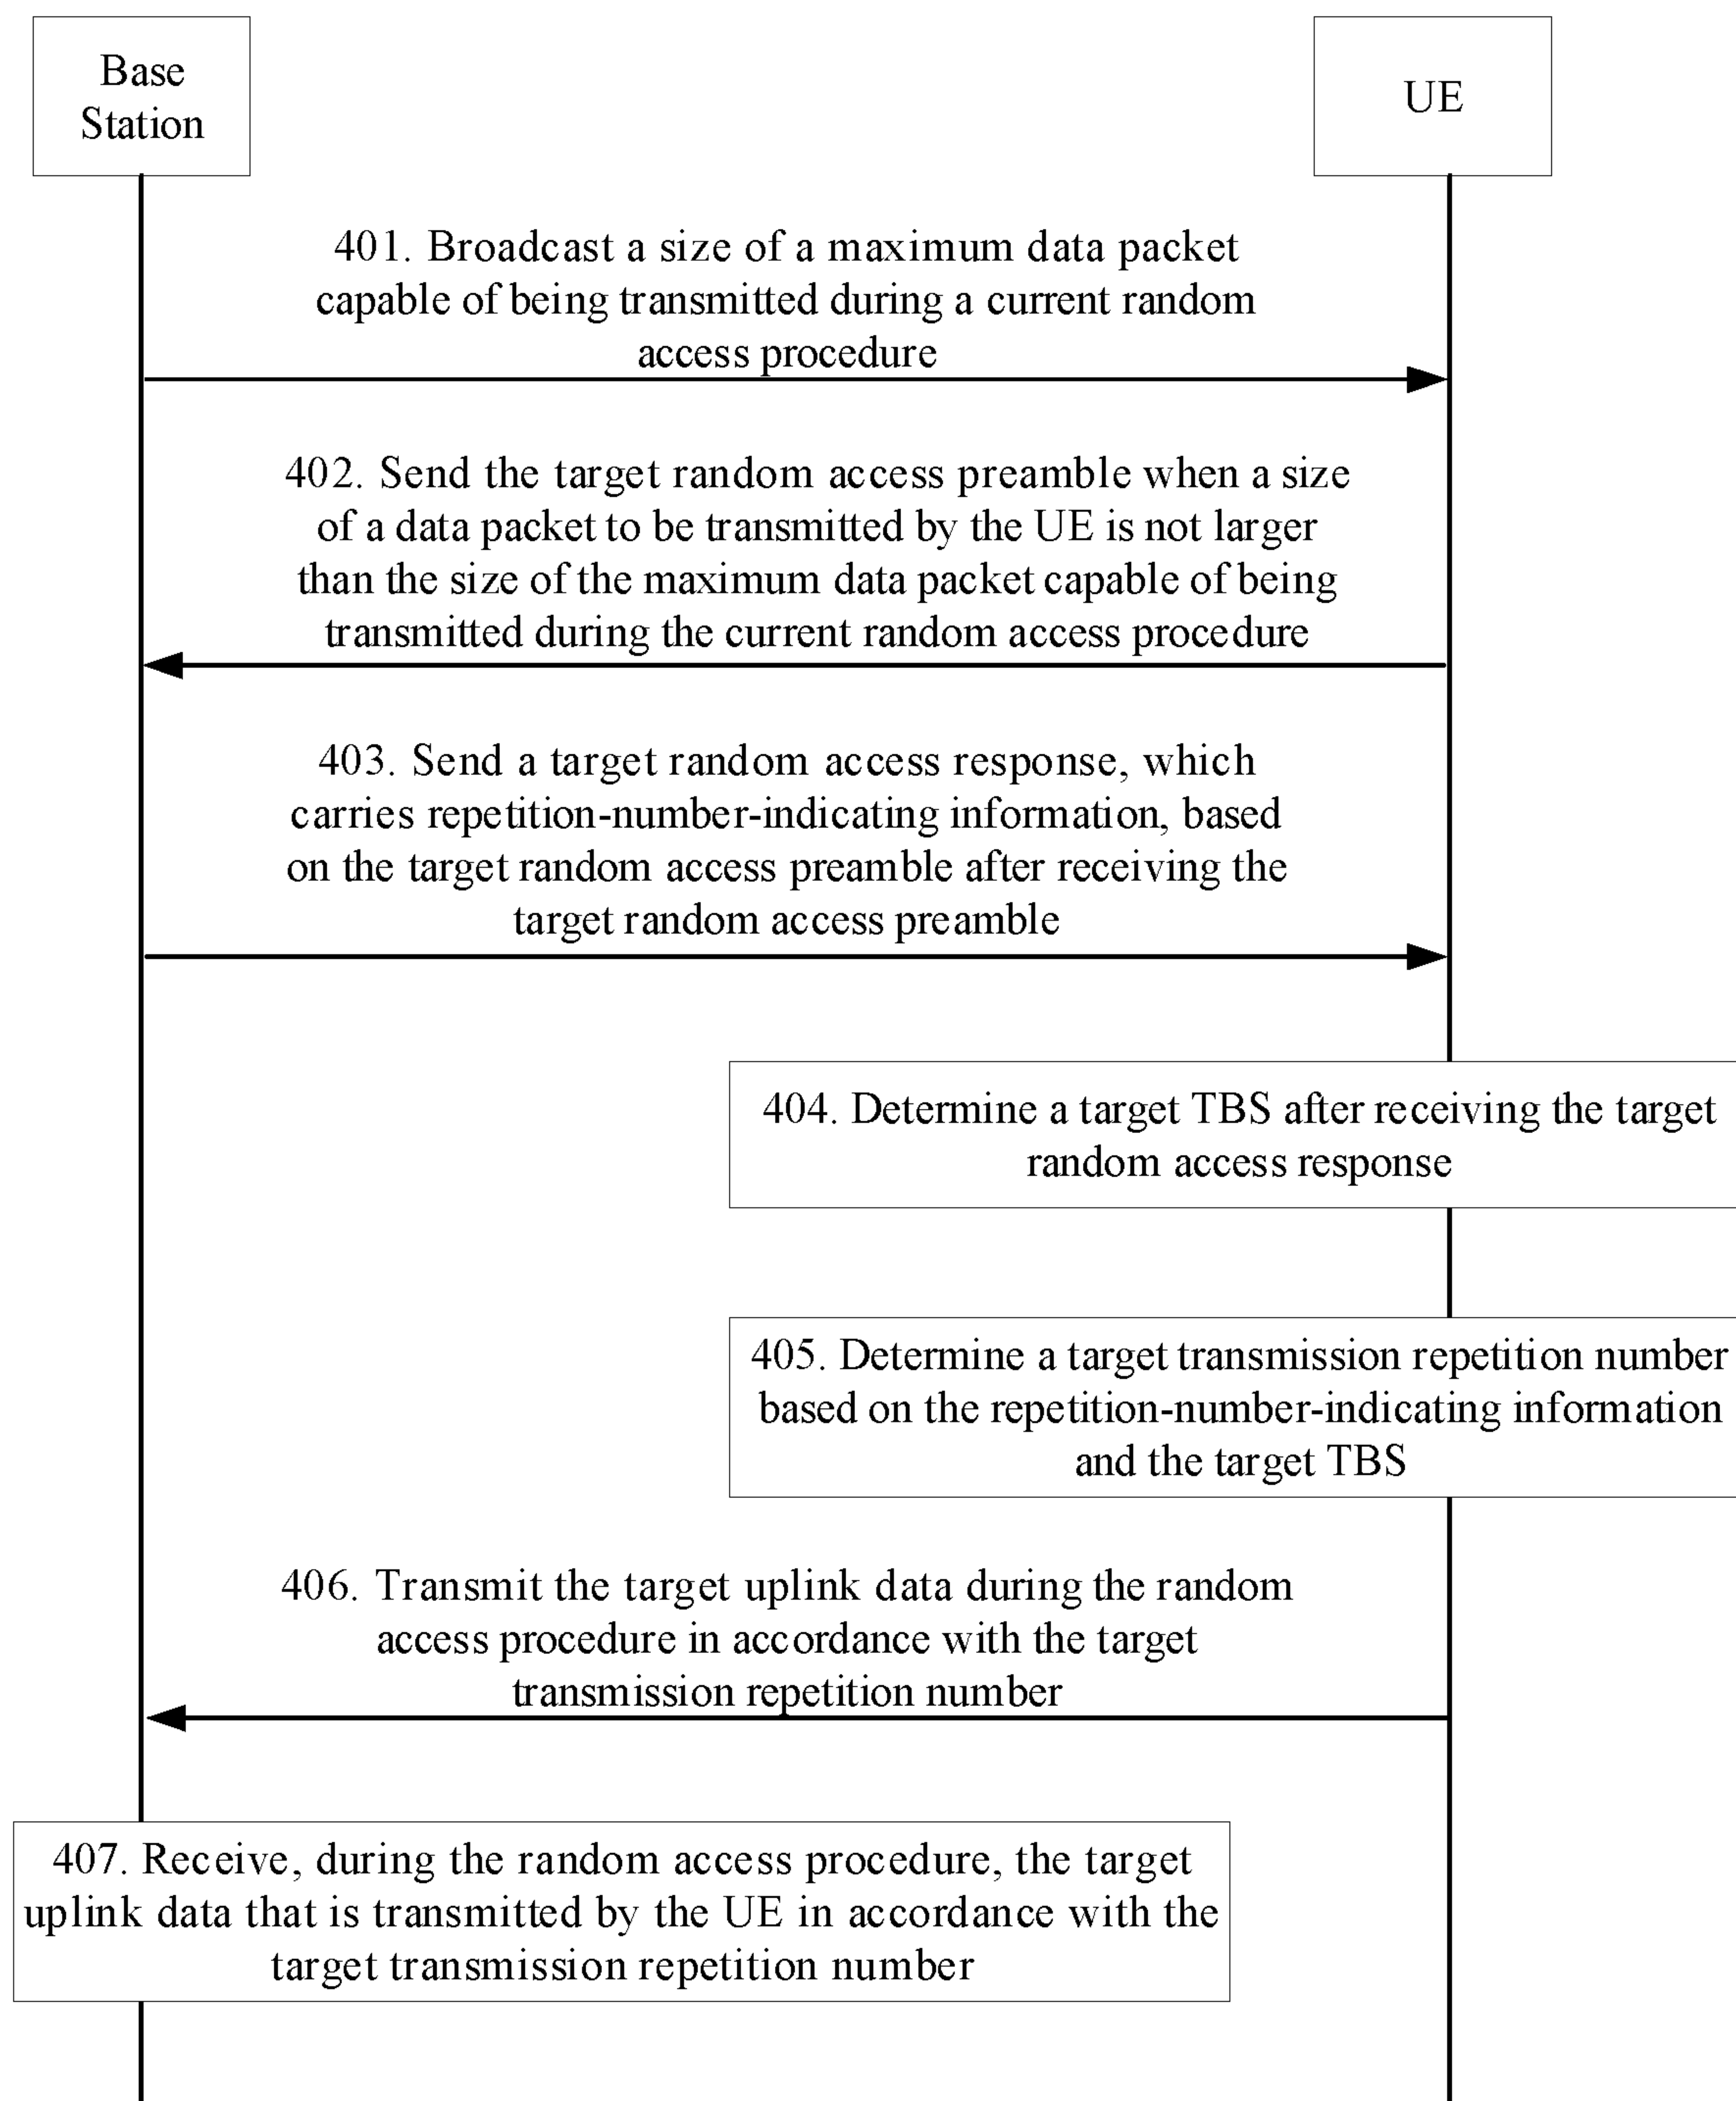 Base
Station
UE
401. Broadcast a size of a maximum data packet
capable of being transmitted during a current random
access procedure
402. Send the target random access preamble when a size
of a data packet to be transmitted by the UE is not larger
than the size of the maximum data packet capable of being
transmitted during the current random access procedure
403. Send a target random access response, which
carries repetition-number-indicating information, based
on the target random access preamble after receiving the
target random access preamble
404. Determine a target TBS after receiving the target
random access response
405. Determine a target transmission repetition number
based on the repetition-number-indicating information
and the target TBS
406. Transmit the target uplink data during the random
access procedure in accordance with the target
transmission repetition number
407. Receive, during the random access procedure, the target
uplink data that is transmitted by the UE in accordance with the
target transmission repetition number